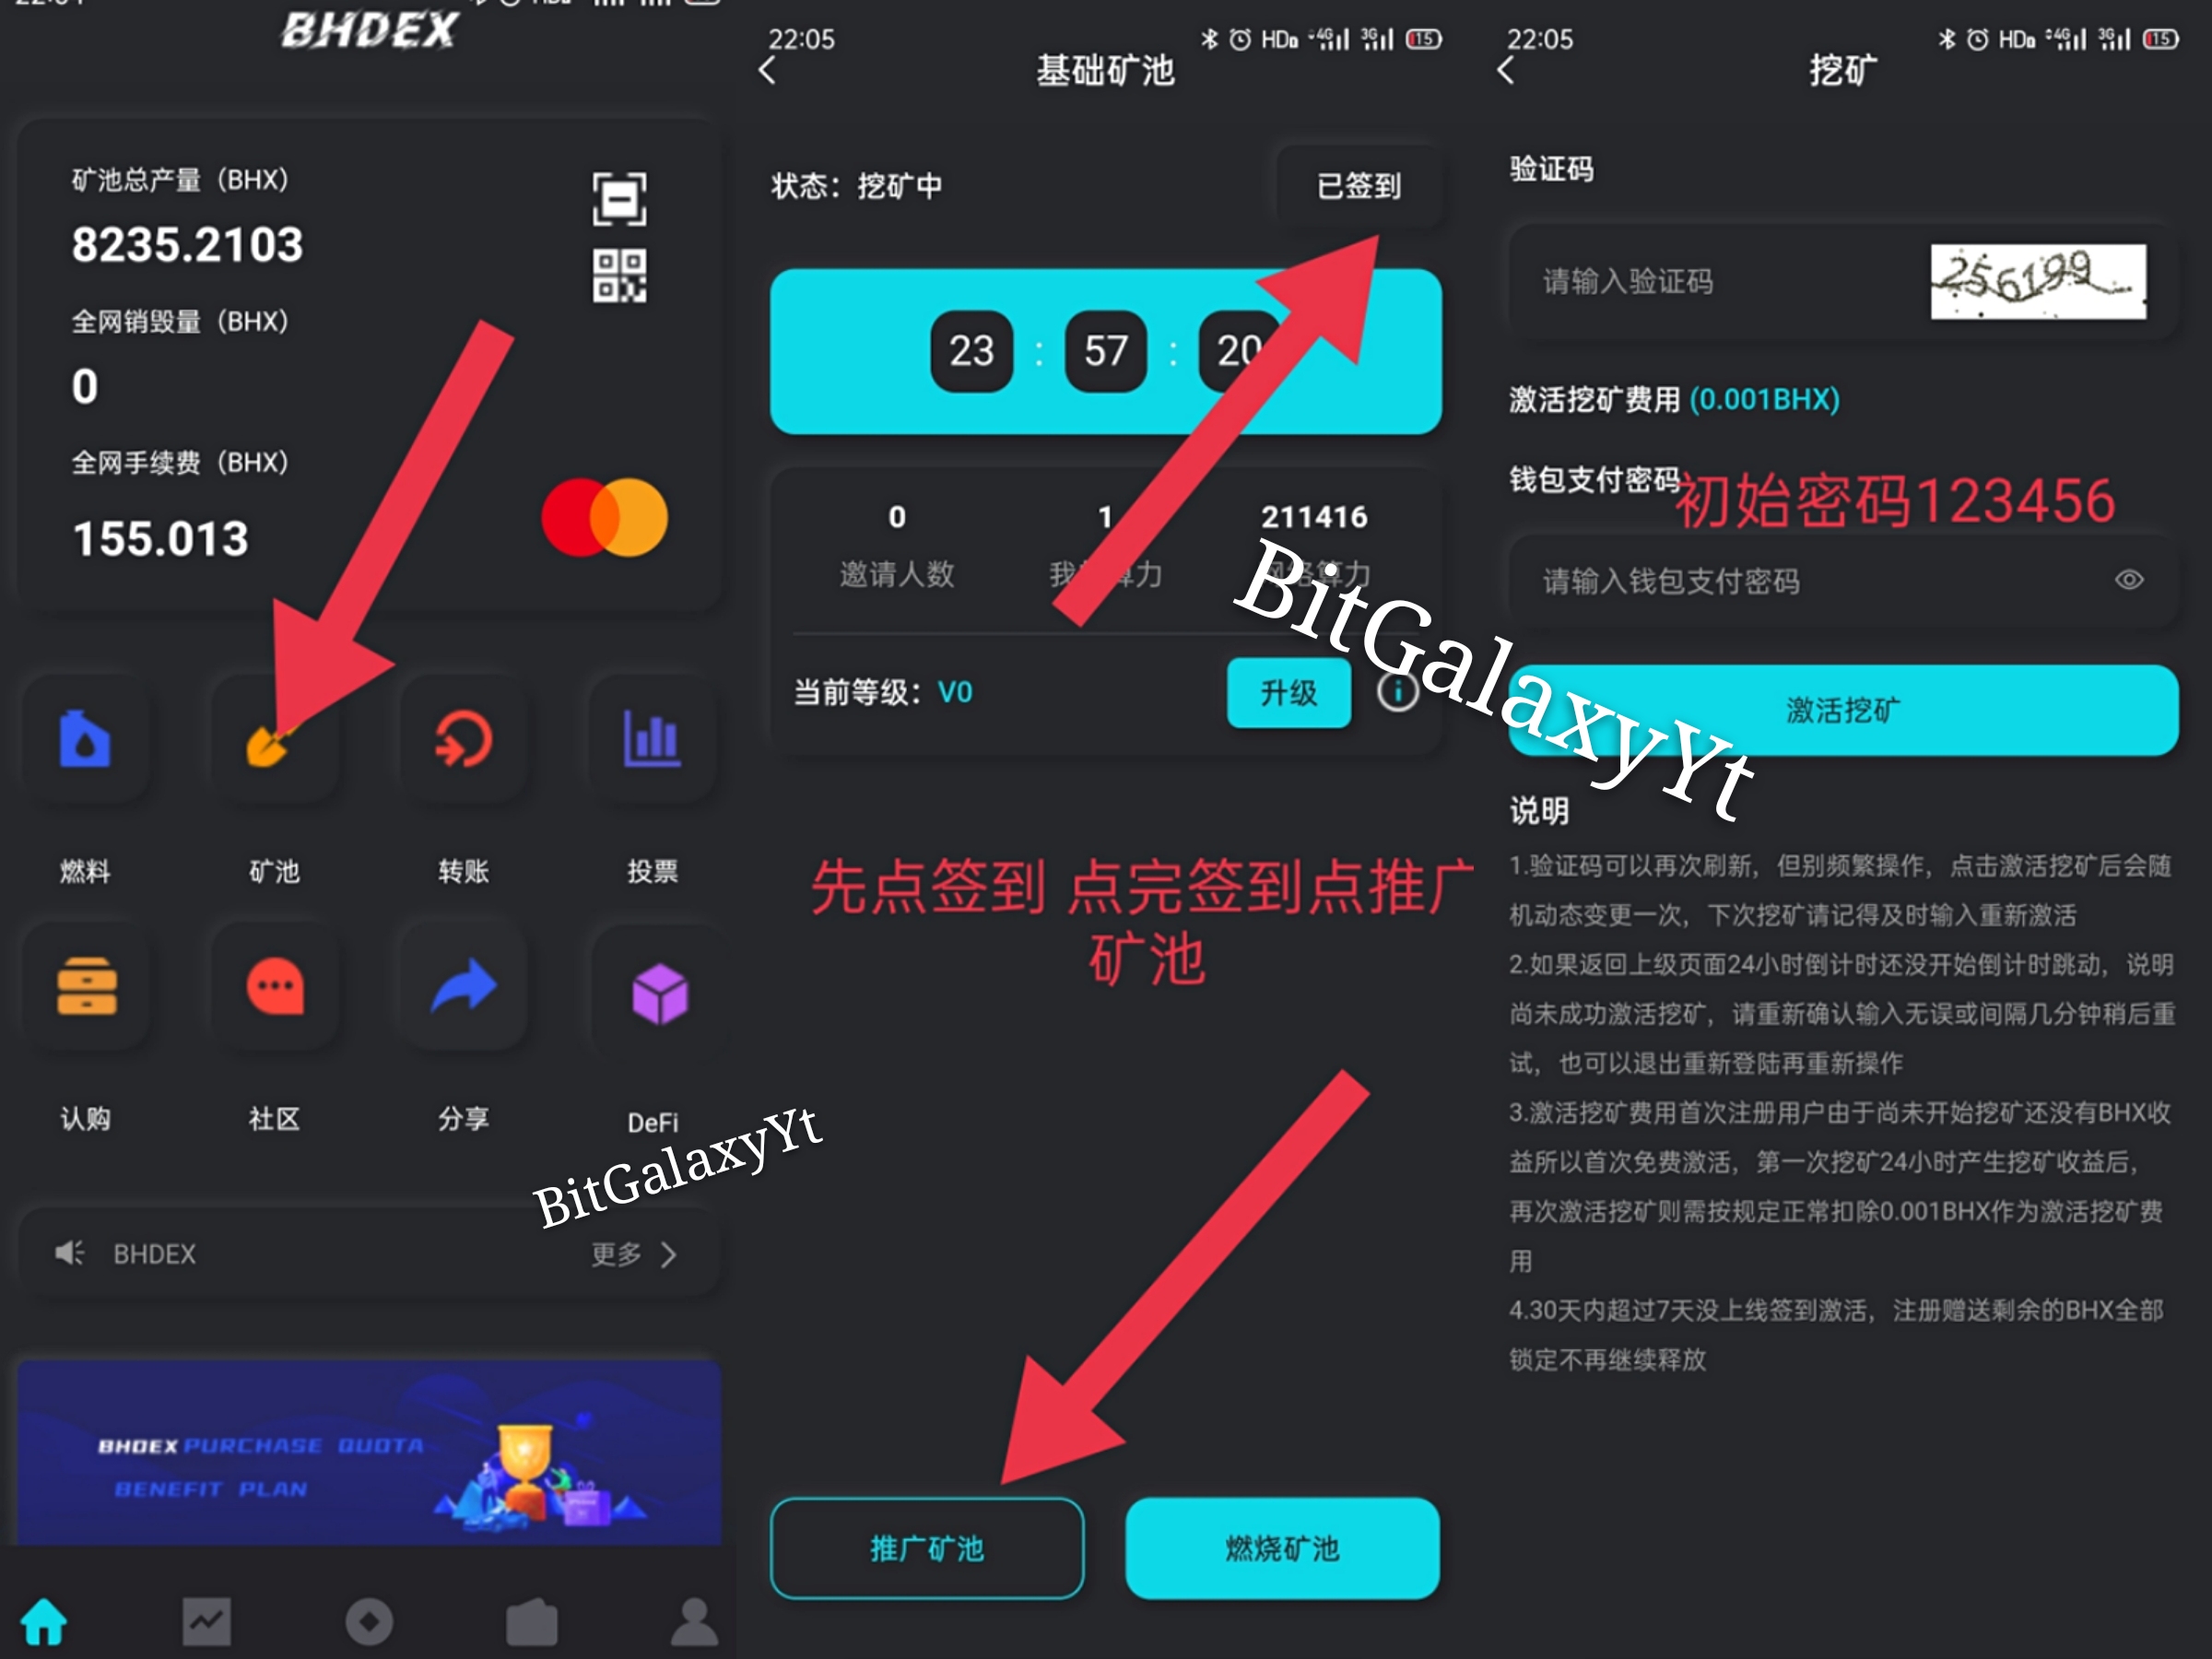 BHDEX
矿池总产量（BHX）
8235.2103
全网销毁量（BHX）
0
全网手续费（BHX）
155.013
燃料
矿池
转账
投票
认购
社区
分享
DeFi
BitGalaxyYt
BHDEX
更多
BHDEX PURCHASE QUOTA
BENEFIT PLAN
22:05
HD
4G
3G
15
基础矿池
状态：挖矿中
已签到
23 : 57 : 20
0
1
211416
邀请人数
当前等级：V0
升级
先点签到 点完签到点推广
矿池
推广矿池
燃烧矿池
BitGalaxyYt
22:05
HD
4G
3G
15
挖矿
验证码
请输入验证码
256199
激活挖矿费用 (0.001BHX)
钱包支付密码
初始密码123456
请输入钱包支付密码
激活挖矿
说明
1.验证码可以再次刷新，但别频繁操作，点击激活挖矿后会随
机动态变更一次，下次挖矿请记得及时输入重新激活
2.如果返回上级页面24小时倒计时还没开始倒计时跳动，说明
尚未成功激活挖矿，请重新确认输入无误或间隔几分钟稍后重
试，也可以退出重新登陆再重新操作
3.激活挖矿费用首次注册用户由于尚未开始挖矿还没有BHX收
益所以首次免费激活，第一次挖矿24小时产生挖矿收益后，
再次激活挖矿则需按规定正常扣除0.001BHX作为激活挖矿费
用
4.30天内超过7天没上线签到激活，注册赠送剩余的BHX全部
锁定不再继续释放